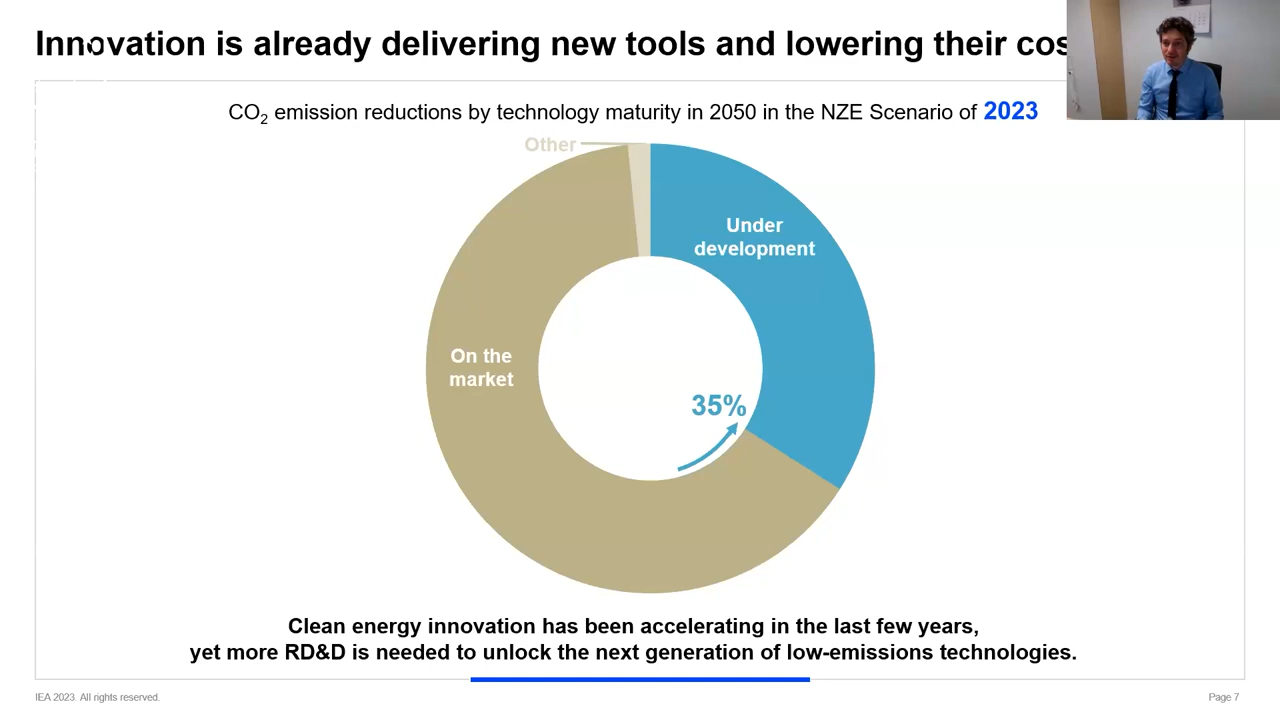 Innovation is already delivering new tools and lowering their cos
CO₂ emission reductions by technology maturity in 2050 in the NZE Scenario of 2023
Other
Under
development
On the
market
35%
Clean energy innovation has been accelerating in the last few years,
yet more RD&D is needed to unlock the next generation of low-emissions technologies.
IEA 2023. All rights reserved.
Page 7